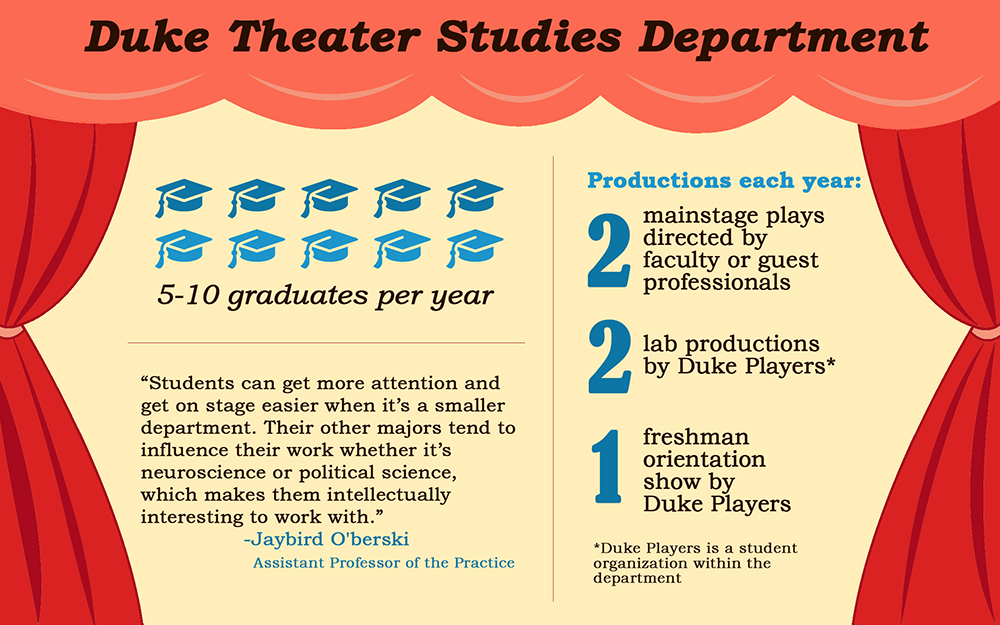 Duke Theater Studies Department
5-10 graduates per year
“Students can get more attention and
get on stage easier when it’s a smaller
department. Their other majors tend to
influence their work whether it’s
neuroscience or political science,
which makes them intellectually
interesting to work with.”
-Jaybird O'berski
Assistant Professor of the Practice
Productions each year:
2
mainstage plays
directed by
faculty or guest
professionals
2
lab productions
by Duke Players*
1
freshman
orientation
show by
Duke Players
*Duke Players is a student
organization within the
department